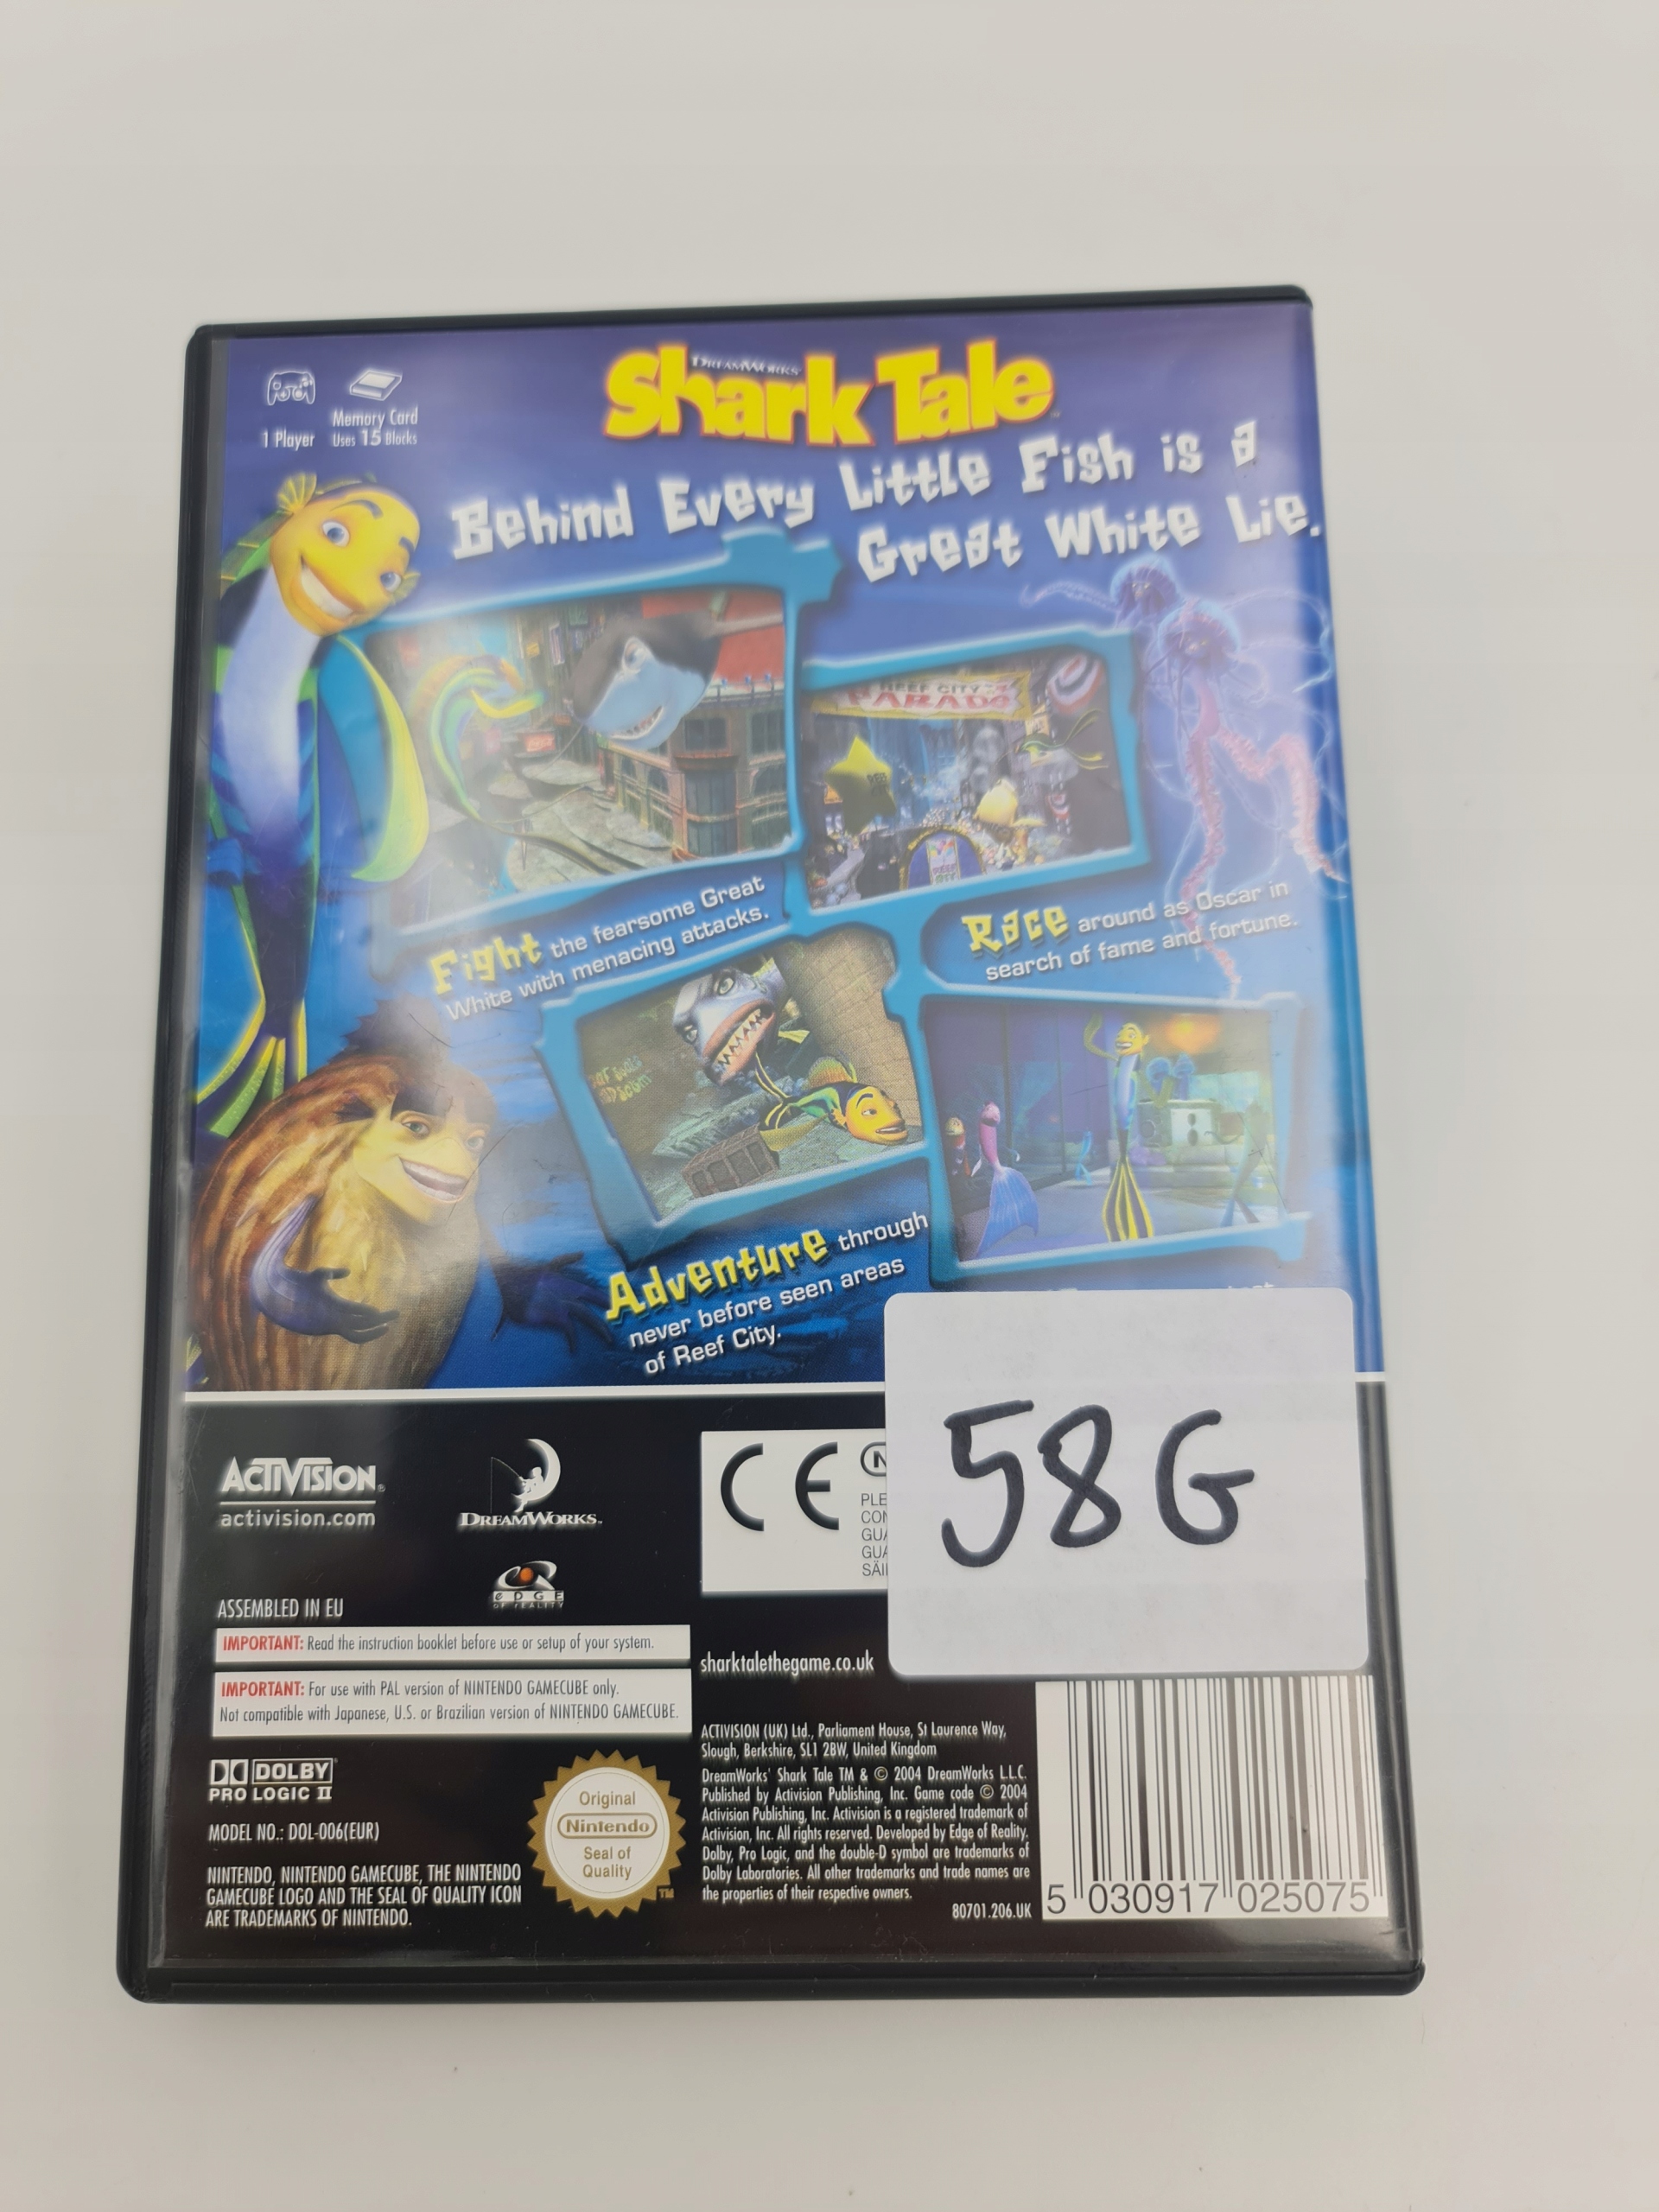 DREAMWORKS
Shark Tale
1 Player
Memory Card
Uses 15 Blocks
Behind Every Little Fish is a
Great White Lie.
REEF CITY
PARADE
Fight the fearsome Great
White with menacing attacks.
Race around as Oscar in
search of fame and fortune.
Adventure through
never before seen areas
of Reef City.
58G
ACTIVISION
activision.com
DREAMWORKS
CE
EDGE
OF REALITY
PLE
CON
GUA
GUA
SÄI
ASSEMBLED IN EU
IMPORTANT: Read the instruction booklet before use or setup of your system.
IMPORTANT: For use with PAL version of NINTENDO GAMECUBE only.
Not compatible with Japanese, U.S. or Brazilian version of NINTENDO GAMECUBE.
sharktalethegame.co.uk
DOLBY
PRO LOGIC II
MODEL NO.: DOL-006(EUR)
NINTENDO, NINTENDO GAMECUBE, THE NINTENDO
GAMECUBE LOGO AND THE SEAL OF QUALITY ICON
ARE TRADEMARKS OF NINTENDO.
Original
Nintendo
Seal of
Quality
TM
ACTIVISION (UK) Ltd., Parliament House, St Laurence Way,
Slough, Berkshire, SL1 2BW, United Kingdom
DreamWorks' Shark Tale TM & © 2004 DreamWorks L.L.C.
Published by Activision Publishing, Inc. Game code © 2004
Activision Publishing, Inc. Activision is a registered trademark of
Activision, Inc. All rights reserved. Developed by Edge of Reality.
Dolby, Pro Logic, and the double-D symbol are trademarks of
Dolby Laboratories. All other trademarks and trade names are
the properties of their respective owners.
80701.206.UK
5 030917 025075